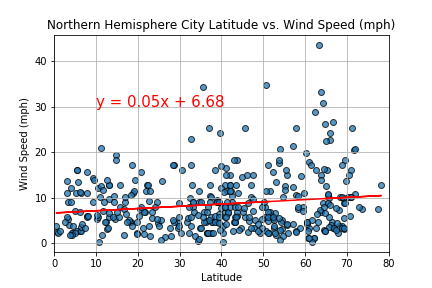 Northern Hemisphere City Latitude vs. Wind Speed (mph)
Wind Speed (mph)
40
30
20
10
0
y = 0.05x + 6.68
0 10 20 30 40 50 60 70 80
Latitude